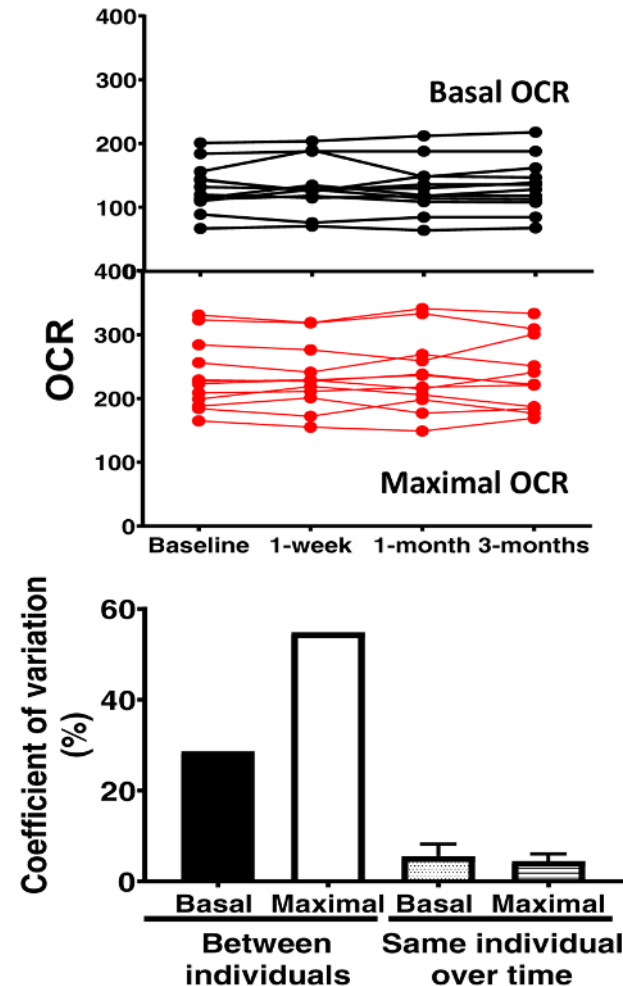 400
300
Basal OCR
200
100
0
400
300
OCR
200
100
Maximal OCR
0
Baseline 1-week 1-month 3-months
Coefficient of variation
(%)
60
40
20
0
Basal Maximal Basal Maximal
Between individuals
Same individual over time